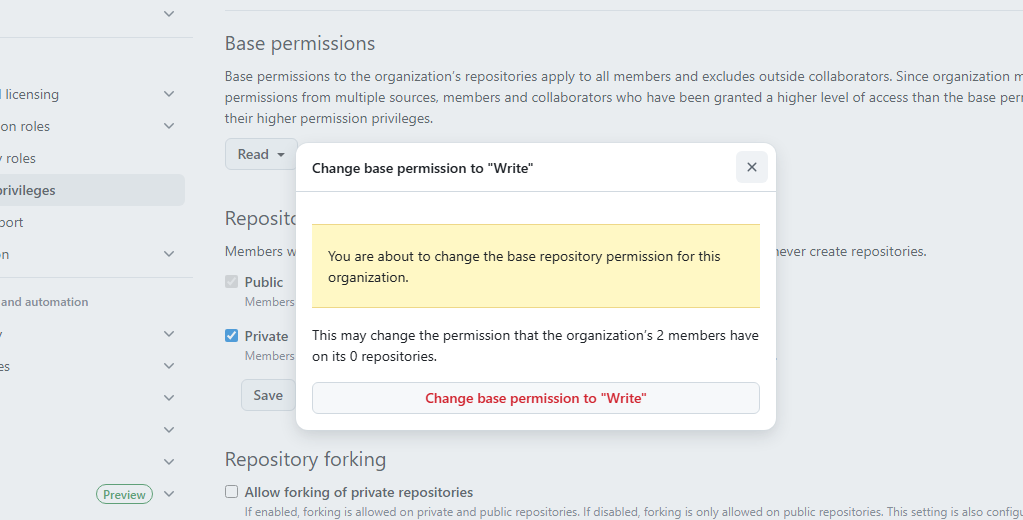 Base permissions
Base permissions to the organization's repositories apply to all members and excludes outside collaborators. Since organization
licensing
permissions from multiple sources, members and collaborators who have been granted a higher level of access than the base
on roles
their higher permission privileges.
roles
Read
Change base permission to "Write"
privileges
Members
never create repositories.
You are about to change the base repository permission for this
organization.
Public
Members
and automation
This may change the permission that the organization's 2 members have
on its 0 repositories.
Private
Members
Save
Change base permission to "Write"
Repository forking
Preview
Allow forking of private repositories
If enabled, forking is allowed on private and public repositories. If disabled, forking is only allowed on public repositories. This setting is also